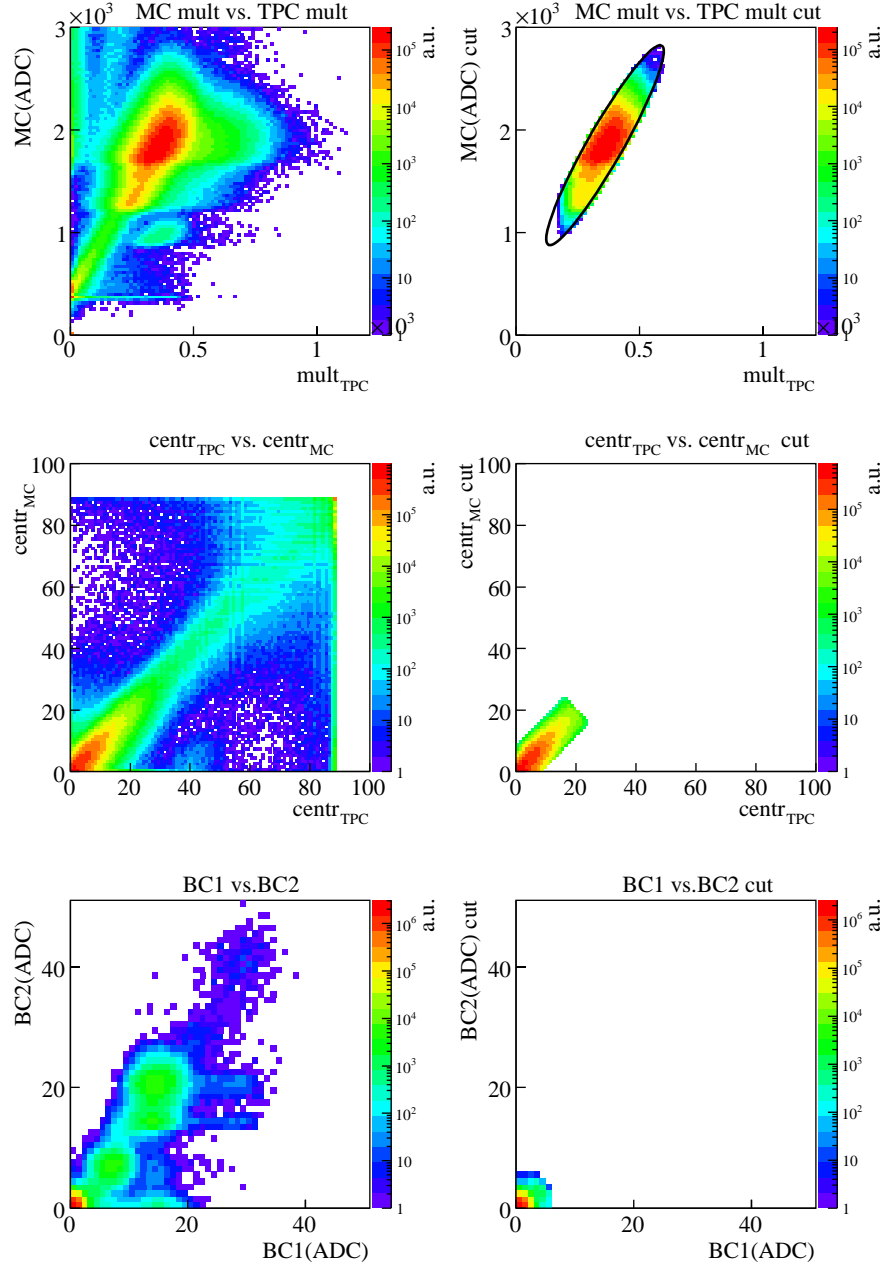 MC mult vs. TPC mult
×10³
MC(ADC)
3
2
1
0
0
0.5
1
mult_TPC
a.u.
10⁵
10⁴
10³
10²
10
1
×10³
MC mult vs. TPC mult cut
×10³
MC(ADC) cut
3
2
1
0
0
0.5
1
mult_TPC
a.u.
10⁵
10⁴
10³
10²
10
1
×10³
centr_TPC vs. centr_MC
centr_MC
100
80
60
40
20
0
0 20 40 60 80 100
centr_TPC
a.u.
10⁵
10⁴
10³
10²
10
1
centr_TPC vs. centr_MC cut
centr_MC cut
100
80
60
40
20
0
0 20 40 60 80 100
centr_TPC
a.u.
10⁵
10⁴
10³
10²
10
1
BC1 vs.BC2
BC2(ADC)
40
20
0
0 20 40
BC1(ADC)
a.u.
10⁶
10⁵
10⁴
10³
10²
10
1
BC1 vs.BC2 cut
BC2(ADC) cut
40
20
0
0 20 40
BC1(ADC)
a.u.
10⁶
10⁵
10⁴
10³
10²
10
1